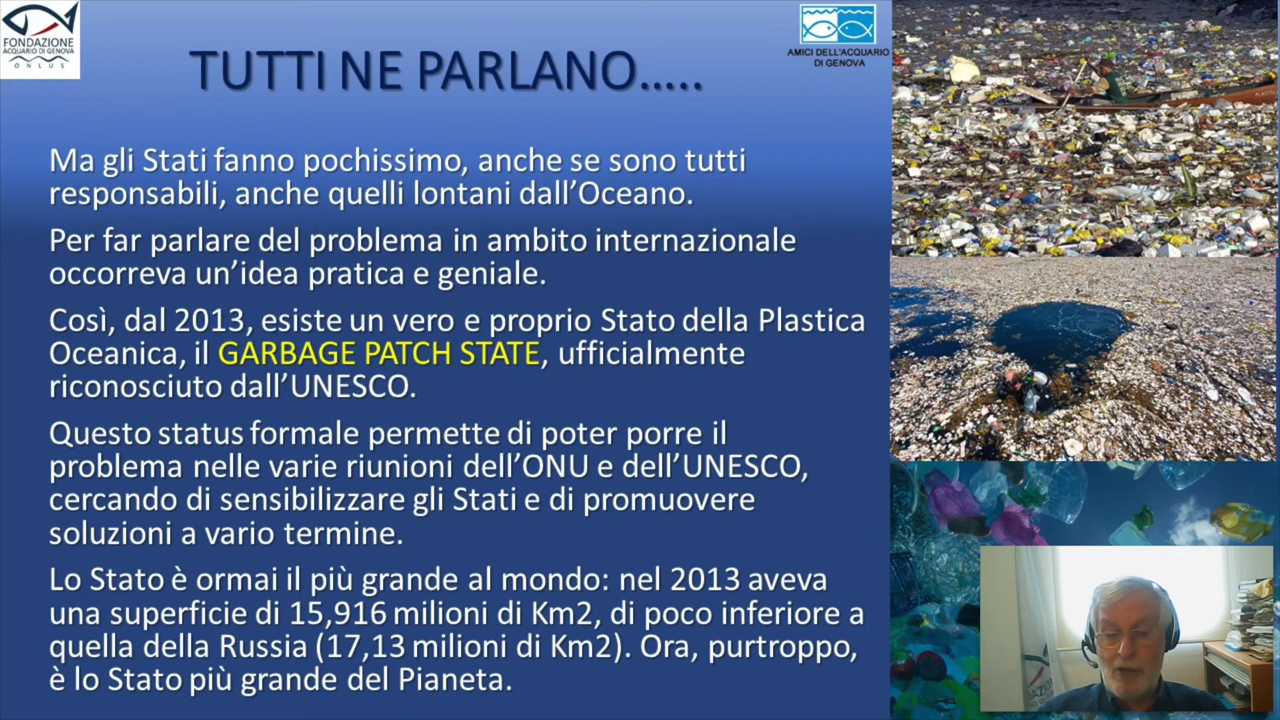 FONDAZIONE
ACQUARIO DI GENOVA
ONLUS
AMICI DELL'ACQUARIO
DI GENOVA
TUTTI NE PARLANO…..
Ma gli Stati fanno pochissimo, anche se sono tutti
responsabili, anche quelli lontani dall’Oceano.
Per far parlare del problema in ambito internazionale
occorreva un’idea pratica e geniale.
Così, dal 2013, esiste un vero e proprio Stato della Plastica
Oceanica, il GARBAGE PATCH STATE, ufficialmente
riconosciuto dall’UNESCO.
Questo status formale permette di poter porre il
problema nelle varie riunioni dell’ONU e dell’UNESCO,
cercando di sensibilizzare gli Stati e di promuovere
soluzioni a vario termine.
Lo Stato è ormai il più grande al mondo: nel 2013 aveva
una superficie di 15,916 milioni di Km2, di poco inferiore a
quella della Russia (17,13 milioni di Km2). Ora, purtroppo,
è lo Stato più grande del Pianeta.